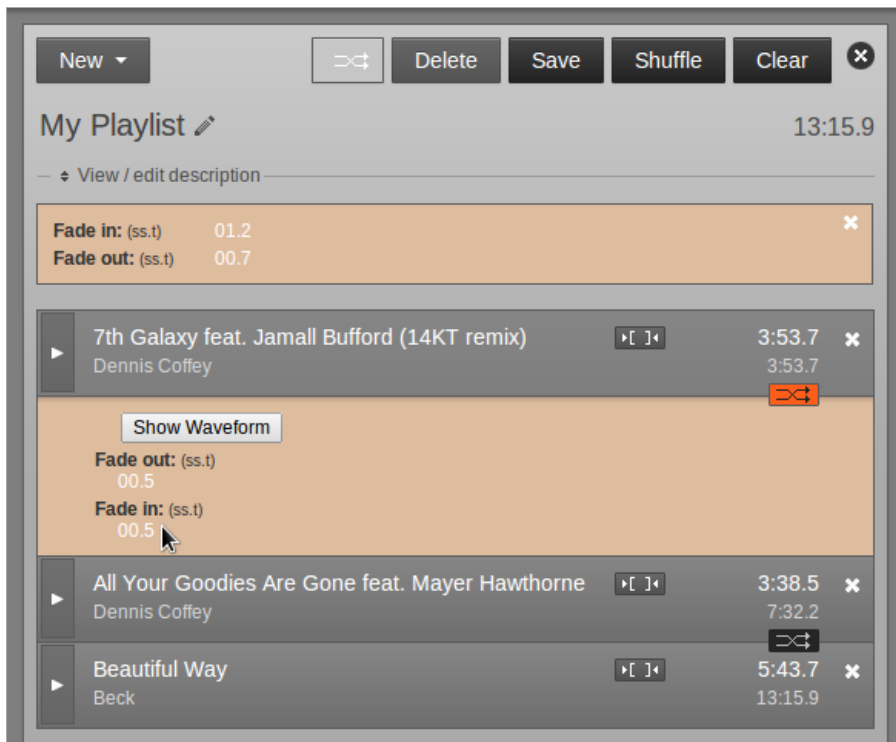 New
Delete
Save
Shuffle
Clear
My Playlist
13:15.9
View / edit description
Fade in: (ss.t) 01.2
Fade out: (ss.t) 00.7
7th Galaxy feat. Jamall Bufford (14KT remix) 3:53.7
Dennis Coffey 3:53.7
Show Waveform
Fade out: (ss.t)
00.5
Fade in: (ss.t)
00.5
All Your Goodies Are Gone feat. Mayer Hawthorne 3:38.5
Dennis Coffey 7:32.2
Beautiful Way 5:43.7
Beck 13:15.9